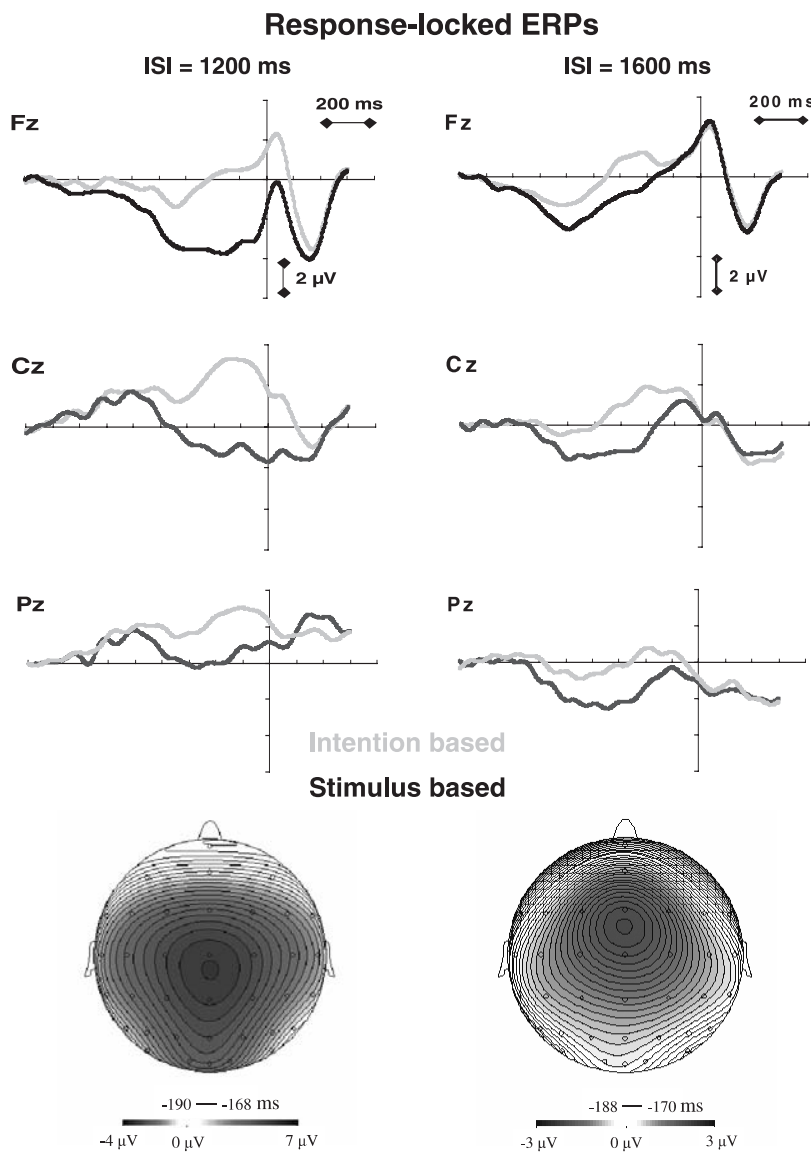 Response-locked ERPs
ISI = 1200 ms
ISI = 1600 ms
Fz
200 ms
2 µV
Fz
200 ms
2 µV
Cz
Cz
Pz
Pz
Intention based
Stimulus based
-190 — -168 ms
-4 µV 0 µV 7 µV
-188 — -170 ms
-3 µV 0 µV 3 µV